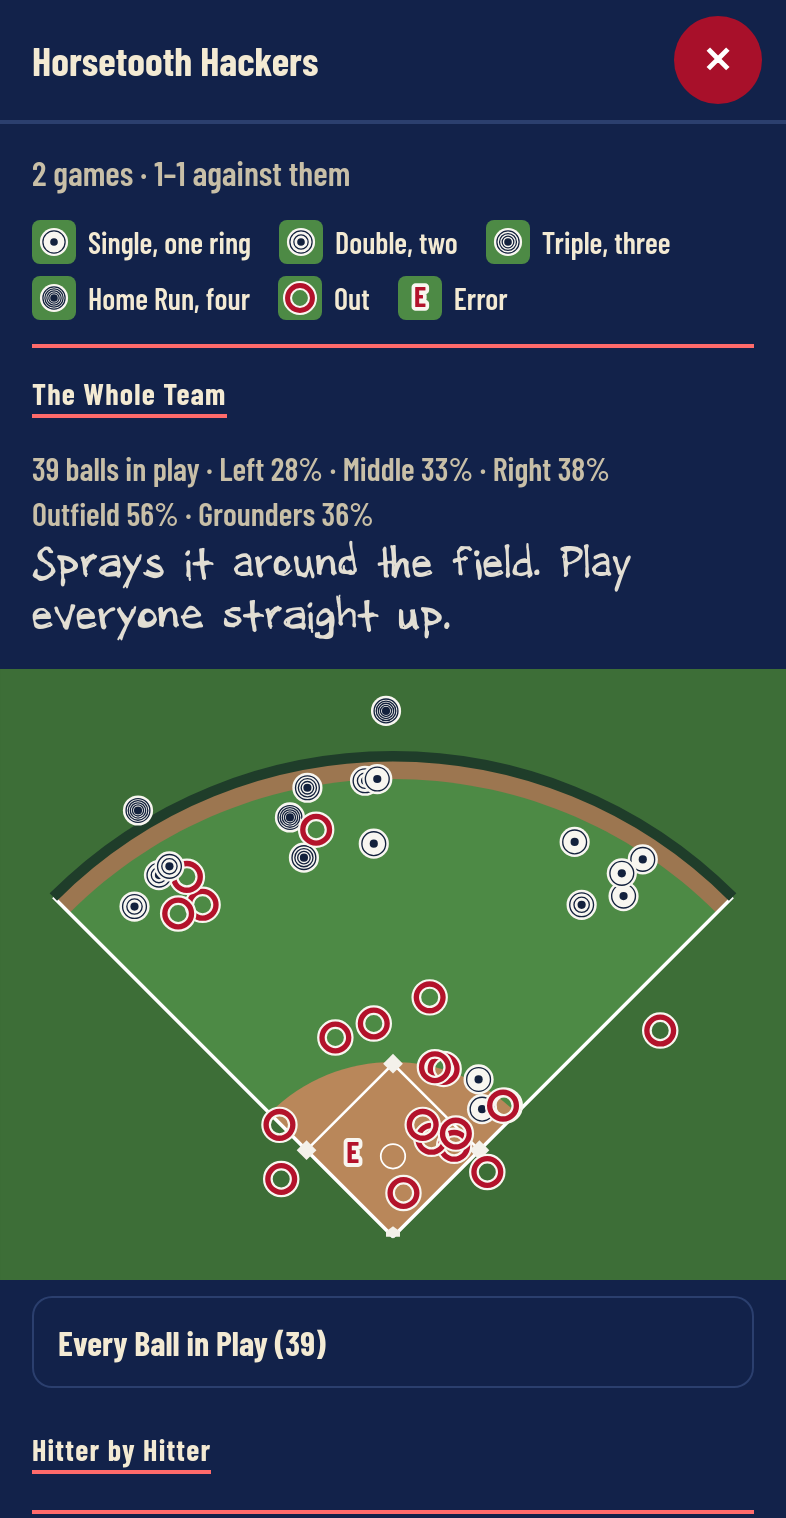 Horsetooth Hackers
2 games · 1–1 against them
Single, one ring
Double, two
Triple, three
Home Run, four
Out
E
Error
The Whole Team
39 balls in play · Left 28% · Middle 33% · Right 38%
Outfield 56% · Grounders 36%
Sprays it around the field. Play
everyone straight up.
E
Every Ball in Play (39)
Hitter by Hitter